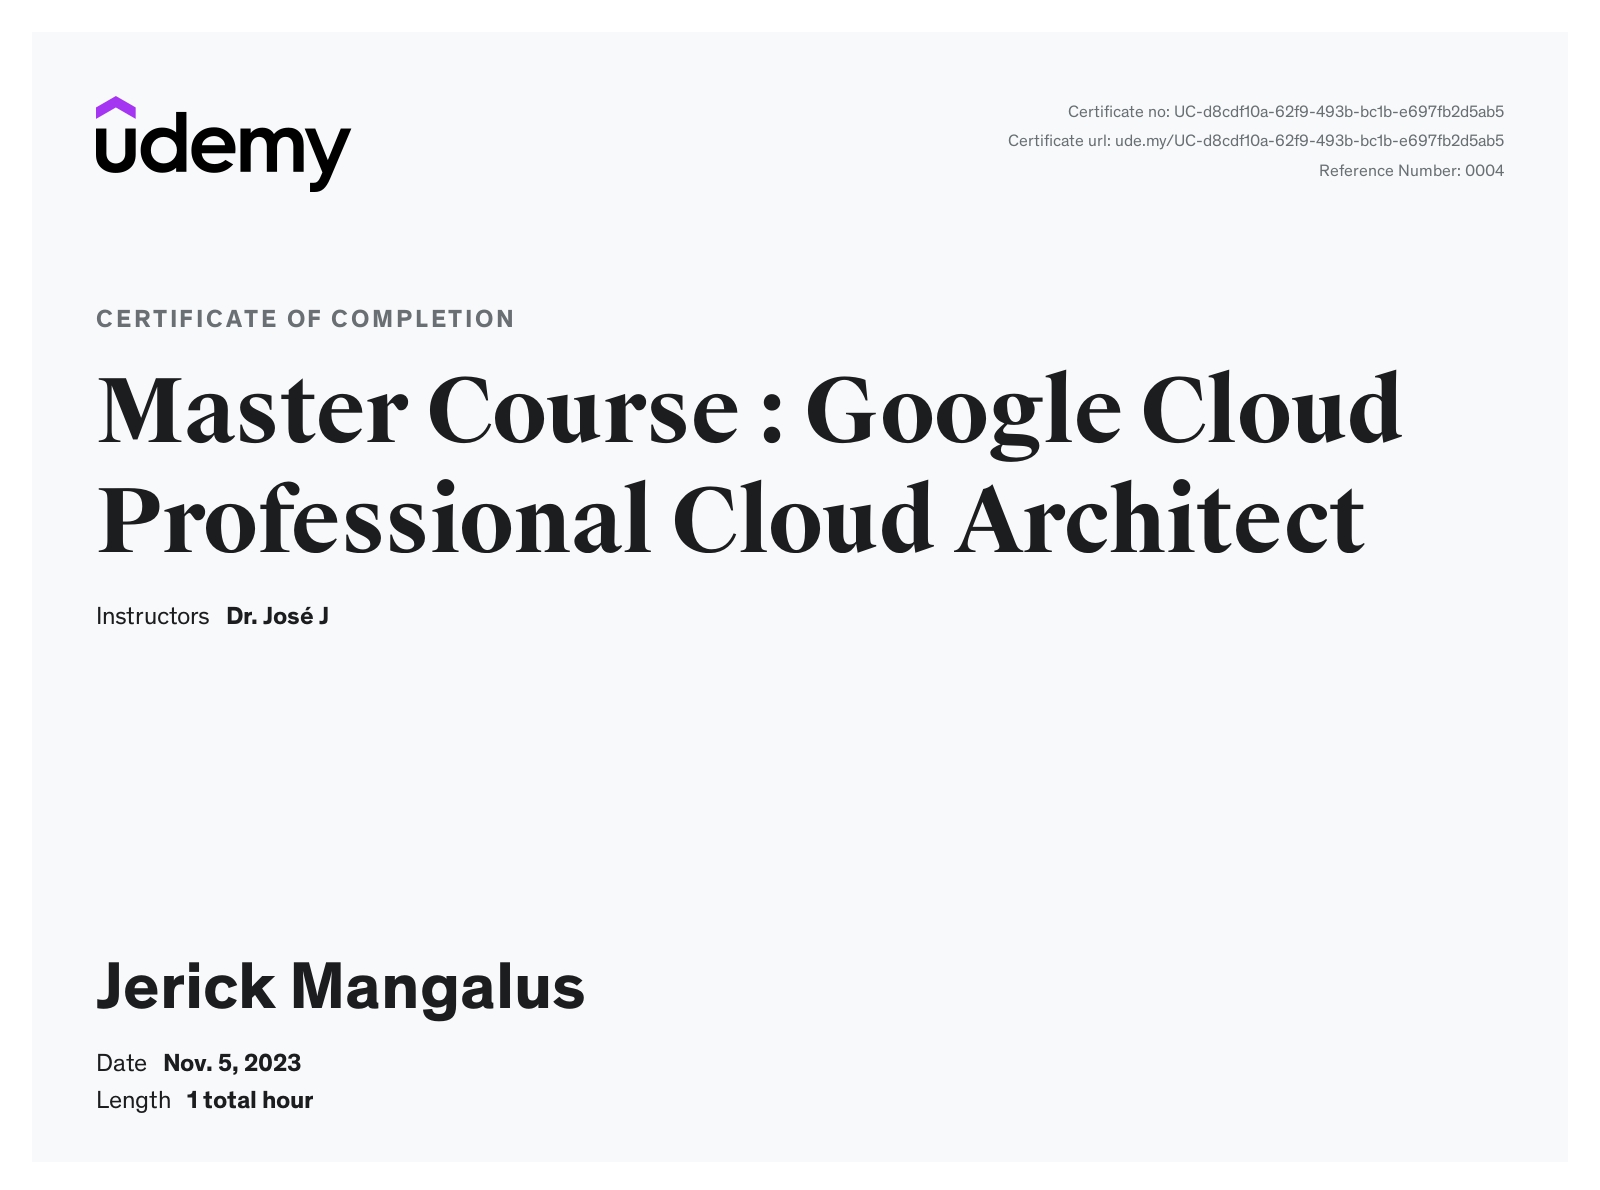 udemy
Certificate no: UC-d8cdf10a-62f9-493b-bc1b-e697fb2d5ab5
Certificate url: ude.my/UC-d8cdf10a-62f9-493b-bc1b-e697fb2d5ab5
Reference Number: 0004
CERTIFICATE OF COMPLETION
Master Course : Google Cloud
Professional Cloud Architect
Instructors Dr. José J
Jerick Mangalus
Date Nov. 5, 2023
Length 1 total hour